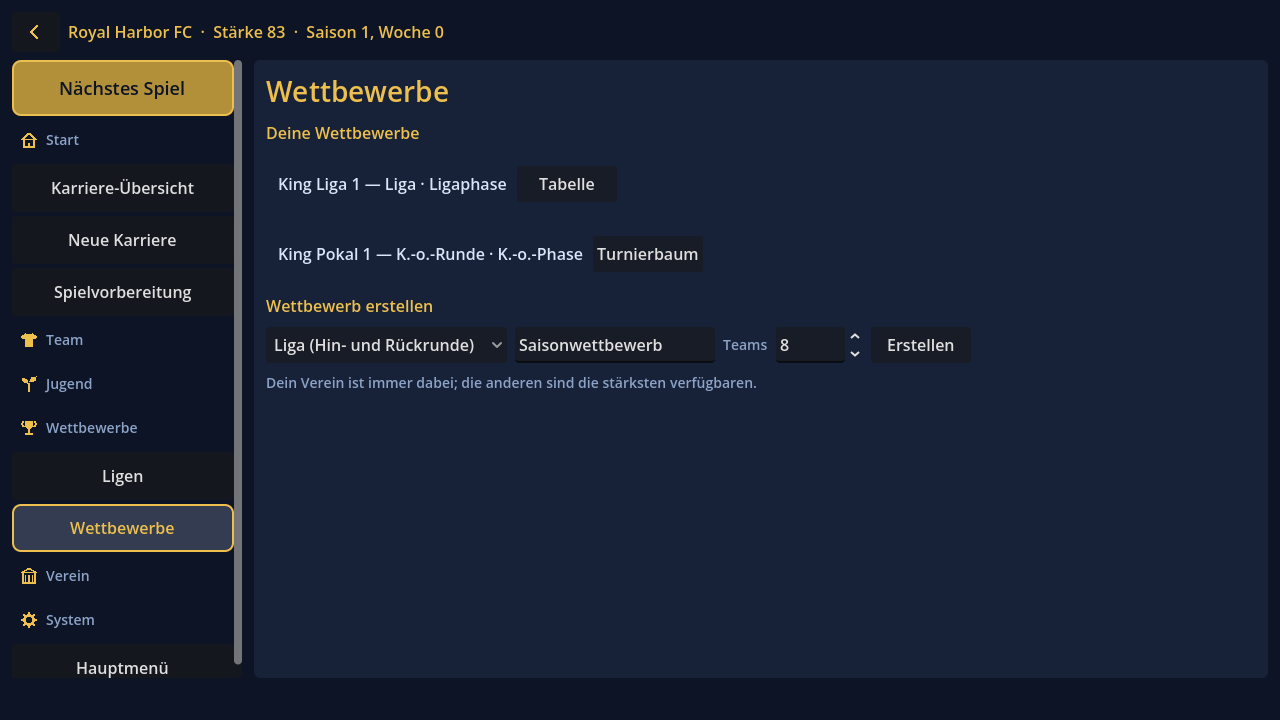 Royal Harbor FC · Stärke 83 · Saison 1, Woche 0
Nächstes Spiel
Start
Karriere-Übersicht
Neue Karriere
Spielvorbereitung
Team
Jugend
Wettbewerbe
Ligen
Wettbewerbe
Verein
System
Hauptmenü
Wettbewerbe
Deine Wettbewerbe
King Liga 1 — Liga · Ligaphase Tabelle
King Pokal 1 — K.-o.-Runde · K.-o.-Phase Turnierbaum
Wettbewerb erstellen
Liga (Hin- und Rückrunde) Saisonwettbewerb Teams 8 Erstellen
Dein Verein ist immer dabei; die anderen sind die stärksten verfügbaren.